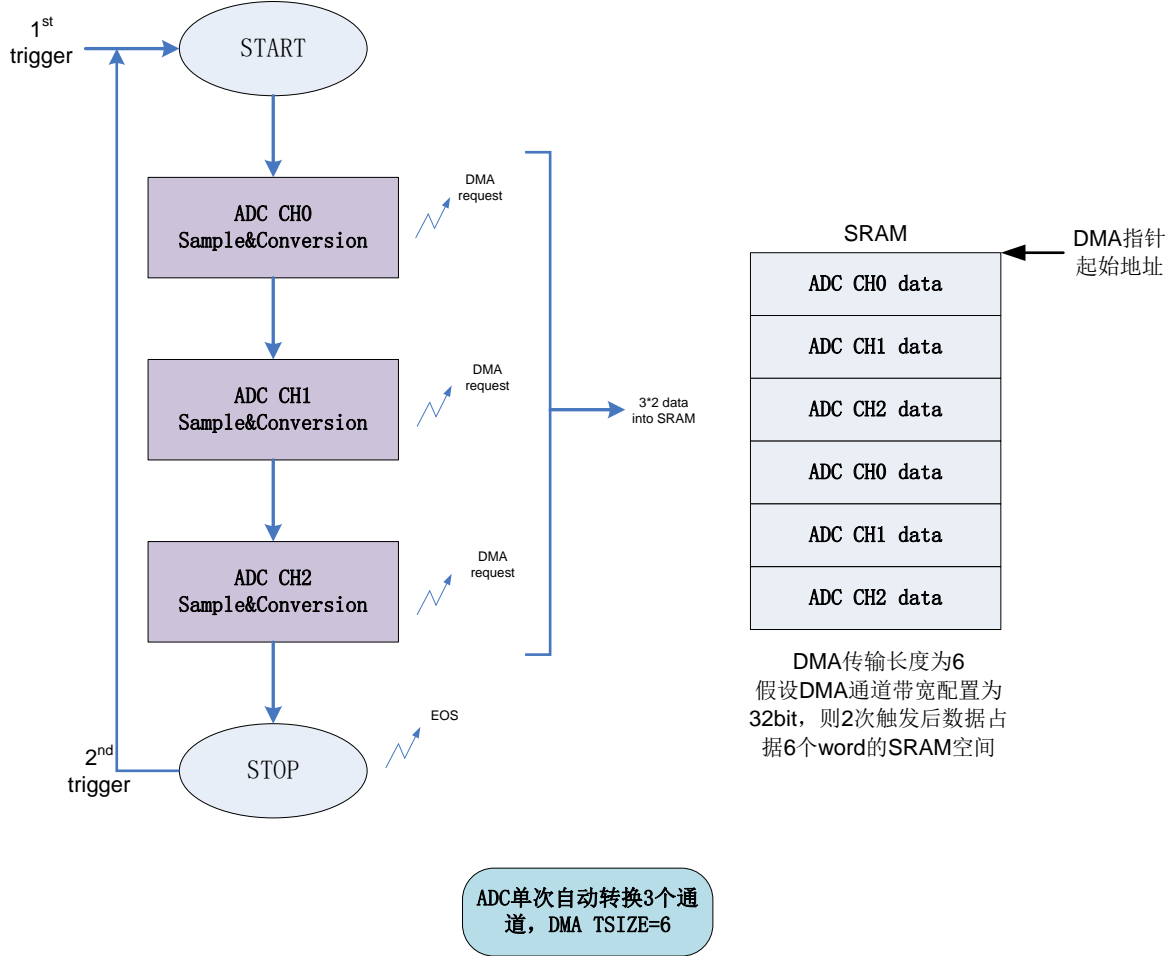 1st
trigger
START
ADC CH0
Sample&Conversion
DMA
request
ADC CH1
Sample&Conversion
DMA
request
ADC CH2
Sample&Conversion
DMA
request
STOP
EOS
2nd
trigger
3*2 data
into SRAM
SRAM
DMA指针
起始地址
ADC CH0 data
ADC CH1 data
ADC CH2 data
ADC CH0 data
ADC CH1 data
ADC CH2 data
DMA传输长度为6
假设DMA通道带宽配置为
32bit，则2次触发后数据占
据6个word的SRAM空间
ADC单次自动转换3个通
道，DMA TSIZE=6